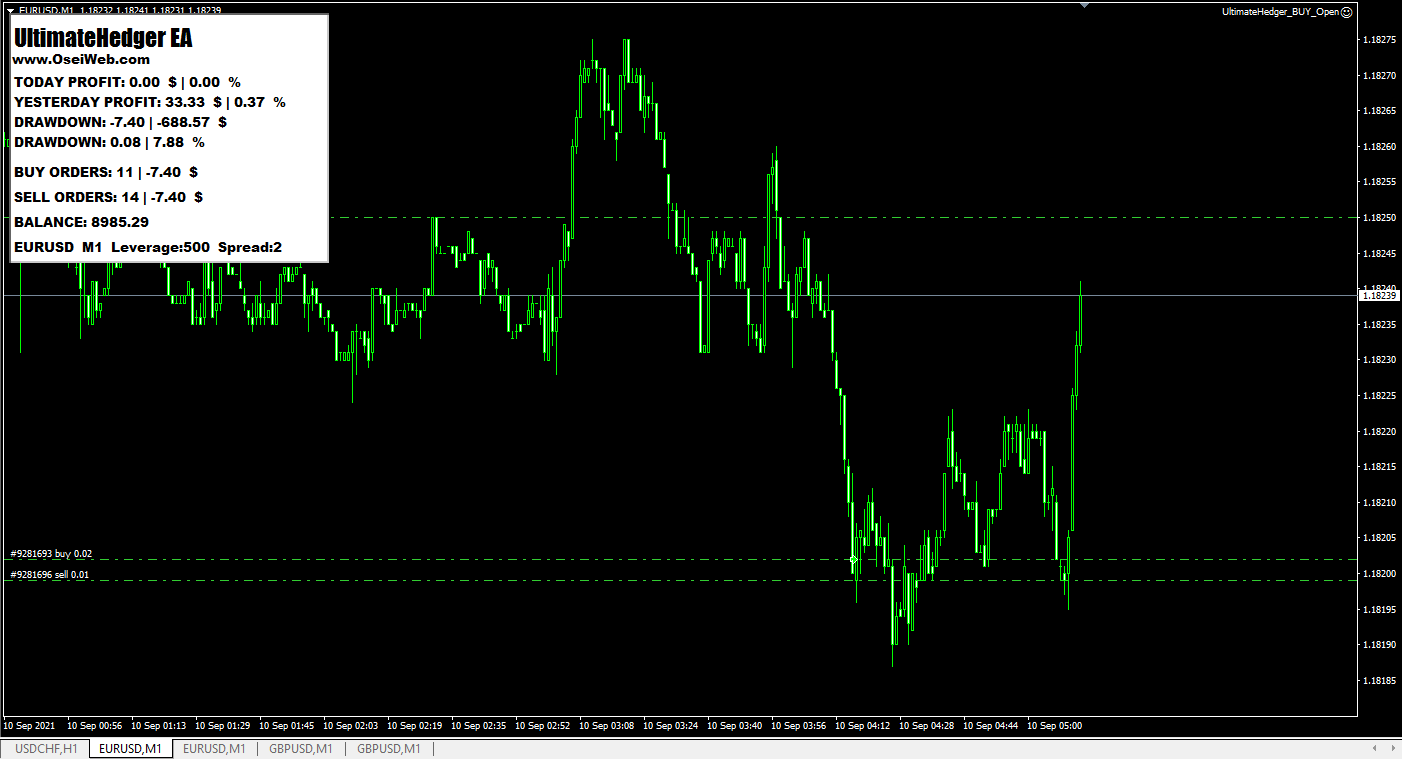 EURUSD,M1 1.18232 1.18241 1.18231 1.18239
UltimateHedger_BUY_Open
UltimateHedger EA
www.OseiWeb.com
TODAY PROFIT: 0.00 $ | 0.00 %
YESTERDAY PROFIT: 33.33 $ | 0.37 %
DRAWDOWN: -7.40 | -688.57 $
DRAWDOWN: 0.08 | 7.88 %
BUY ORDERS: 11 | -7.40 $
SELL ORDERS: 14 | -7.40 $
BALANCE: 8985.29
EURUSD M1 Leverage:500 Spread:2
1.18275
1.18270
1.18265
1.18260
1.18255
1.18250
1.18245
1.18240
1.18239
1.18235
1.18230
1.18225
1.18220
1.18215
1.18210
1.18205
1.18200
1.18195
1.18190
1.18185
#9281693 buy 0.02
#9281696 sell 0.01
10 Sep 2021 10 Sep 00:56 10 Sep 01:13 10 Sep 01:29 10 Sep 01:45 10 Sep 02:03 10 Sep 02:19 10 Sep 02:35 10 Sep 02:52 10 Sep 03:08 10 Sep 03:24 10 Sep 03:40 10 Sep 03:56 10 Sep 04:12 10 Sep 04:28 10 Sep 04:44 10 Sep 05:00
USDCHF,H1 EURUSD,M1 EURUSD,M1 GBPUSD,M1 GBPUSD,M1